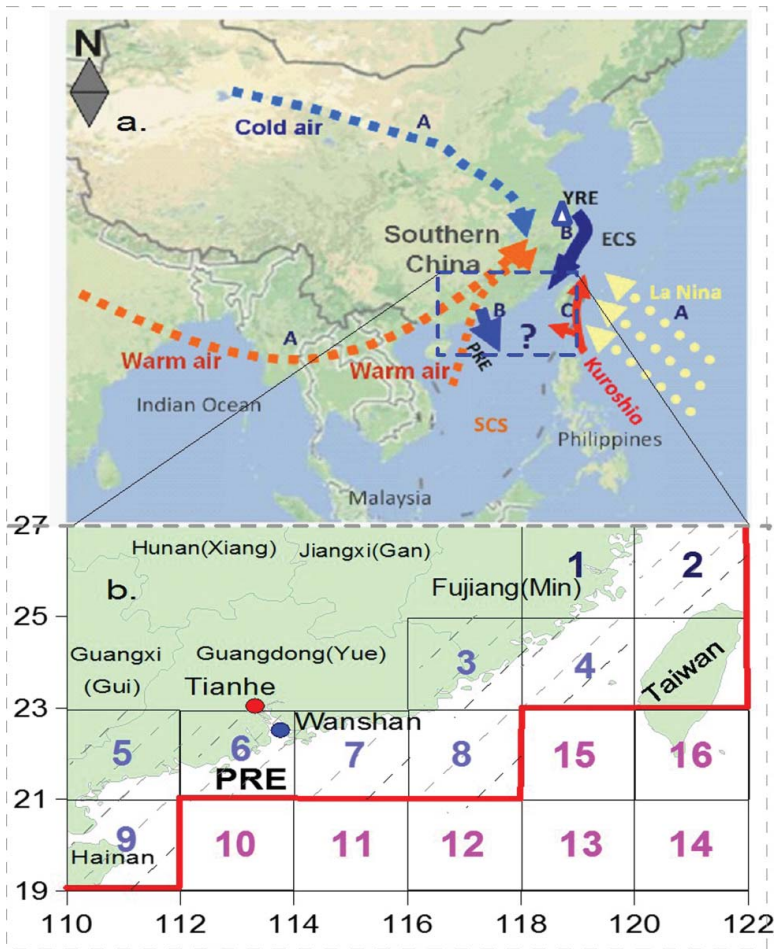 N
a.
Cold air
A
YRE
B
ECS
Southern
China
La Nina
A
B
C
?
A
Warm air
Warm air
PRE
Kuroshio
Indian Ocean
SCS
Philippines
Malaysia
27
Hunan(Xiang)
Jiangxi(Gan)
1
2
b.
Fujiang(Min)
25
Guangxi
(Gui)
Guangdong(Yue)
3
4
Taiwan
Tianhe
23
Wanshan
5
6
7
8
15
16
PRE
21
9
Hainan
10
11
12
13
14
19
110
112
114
116
118
120
122